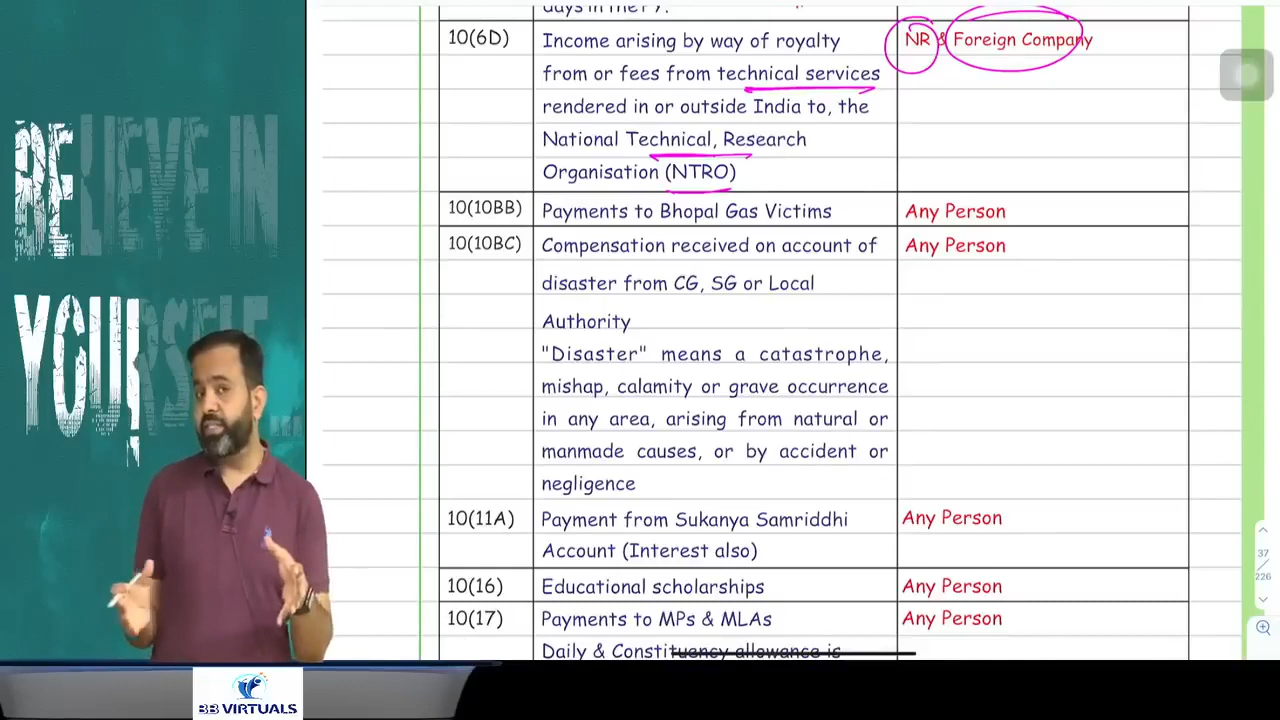 BELIEVE IN
YOURSELF...
days in the P.Y.
10(6D) Income arising by way of royalty NR & Foreign Company
from or fees from technical services
rendered in or outside India to, the
National Technical, Research
Organisation (NTRO)
10(10BB) Payments to Bhopal Gas Victims Any Person
10(10BC) Compensation received on account of Any Person
disaster from CG, SG or Local
Authority
"Disaster" means a catastrophe,
mishap, calamity or grave occurrence
in any area, arising from natural or
manmade causes, or by accident or
negligence
10(11A) Payment from Sukanya Samriddhi Any Person
Account (Interest also)
10(16) Educational scholarships Any Person
10(17) Payments to MPs & MLAs Any Person
Daily & Constituency allowance is
37
/
226
BB VIRTUALS